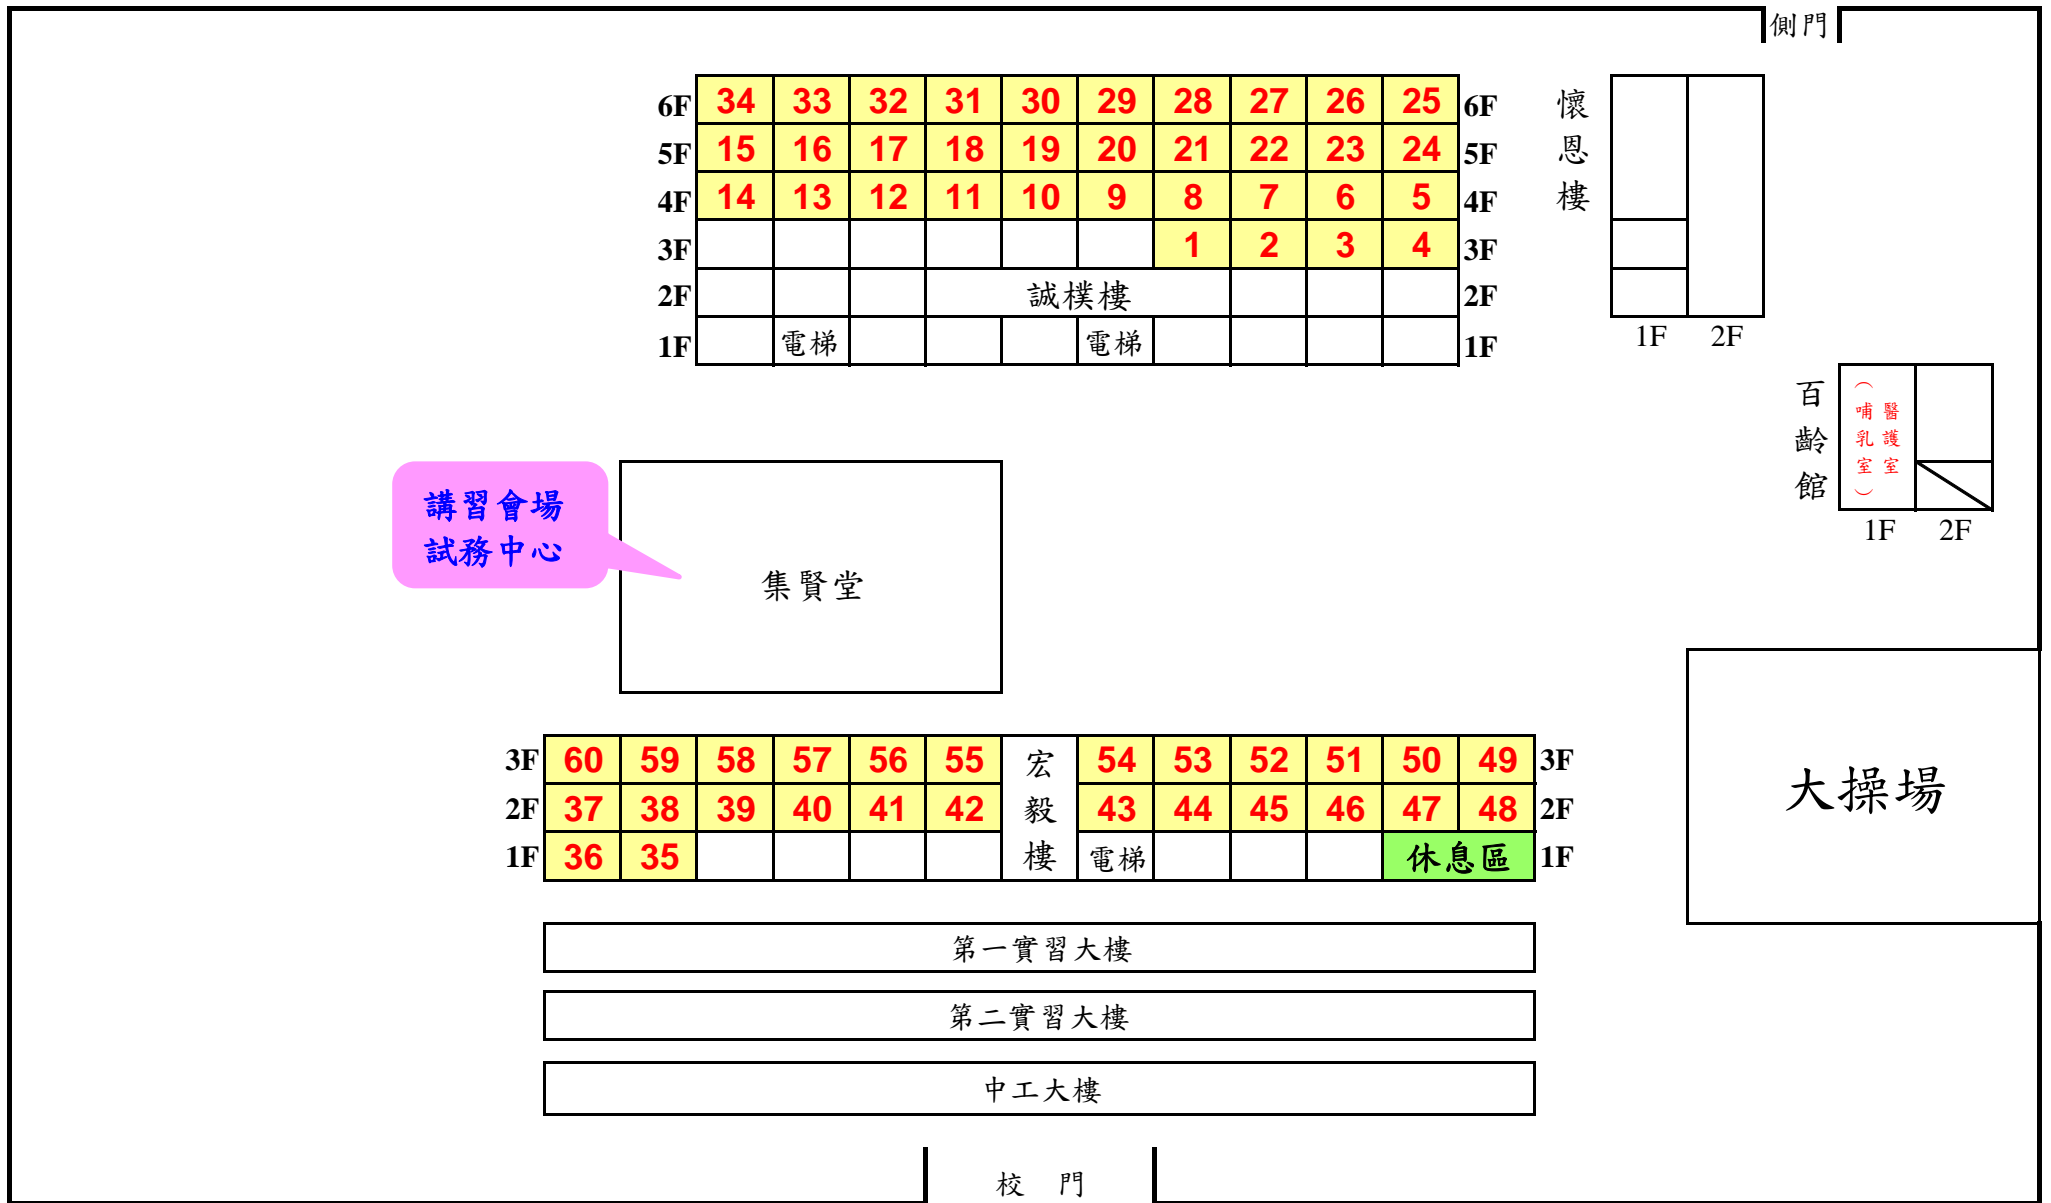 側門
6F 34 33 32 31 30 29 28 27 26 25 6F
5F 15 16 17 18 19 20 21 22 23 24 5F
4F 14 13 12 11 10 9 8 7 6 5 4F
3F 1 2 3 4 3F
2F 誠樸樓 2F
1F 電梯 電梯 1F
懷恩樓
1F 2F
百齡館
醫護室
(哺乳室)
1F 2F
講習會場
試務中心
集賢堂
大操場
3F 60 59 58 57 56 55 54 53 52 51 50 49 3F
2F 37 38 39 40 41 42 43 44 45 46 47 48 2F
1F 36 35 電梯 休息區 1F
宏毅樓
第一實習大樓
第二實習大樓
中工大樓
校 門